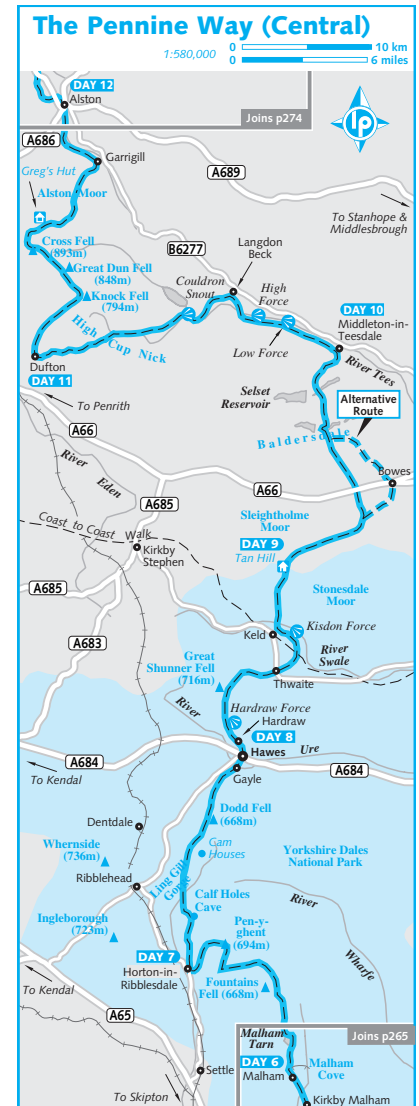 The Pennine Way (Central)
1:580,000
0 10 km
0 6 miles
DAY 12
Alston
Joins p274
lp
A686
Garrigill
Greg's Hut
A689
Alston Moor
To Stanhope &
Middlesbrough
Cross Fell
(893m)
B6277
Langdon
Beck
Great Dun Fell
(848m)
Couldron
Snout
High
Force
Knock Fell
(794m)
DAY 10
Middleton-in-
Teesdale
High Cup Nick
Low Force
River Tees
Dufton
DAY 11
Selset
Reservoir
Alternative
Route
To Penrith
A66
Baldersdale
River
Eden
Bowes
A66
A685
Sleightholme
Moor
Coast to Coast
Walk
DAY 9
Tan Hill
Kirkby
Stephen
A685
Stonesdale
Moor
A683
Keld
Kisdon Force
River
Swale
Great
Shunner Fell
(716m)
Thwaite
River
Hardraw Force
Hardraw
DAY 8
Hawes
Ure
A684
A684
To Kendal
Gayle
Dodd Fell
(668m)
Dentdale
Cam
Houses
Yorkshire Dales
National Park
Whernside
(736m)
Ribblehead
Ling Gill
Gorge
Calf Holes
Cave
River
Ingleborough
(723m)
Pen-y-
ghent
(694m)
DAY 7
Horton-in-
Ribblesdale
Wharfe
Fountains
Fell (668m)
To Kendal
A65
Malham
Tarn
Joins p265
DAY 6
Malham
Malham
Cove
Settle
To Skipton
Kirkby Malham